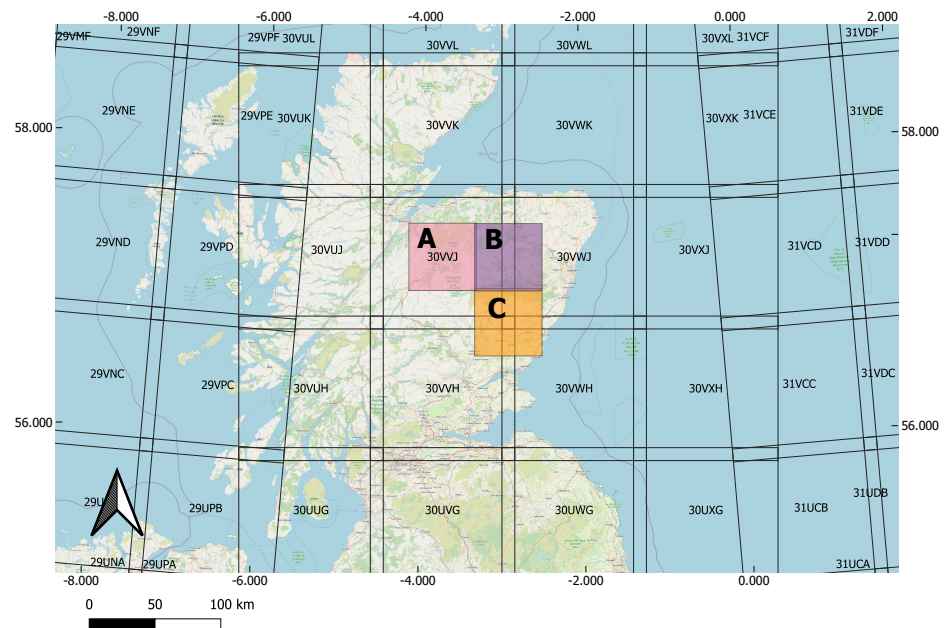 -8.000 -6.000 -4.000 -2.000 0.000 2.000
29VMF 29VNF 29VPF 30VUL 30VVL 30VWL 30VXL 31VCF 31VDF
29VNE 29VPE 30VUK 30VVK 30VWK 30VXK 31VCE 31VDE
58.000 58.000
A B
29VND 29VPD 30VUJ 30VVJ 30VWJ 30VXJ 31VCD 31VDD
C
29VNC 29VPC 30VUH 30VVH 30VWH 30VXH 31VCC 31VDC
56.000 56.000
29UPB 30UUG 30UVG 30UWG 30UXG 31UCB 31UDB
29UNA 29UPA 31UCA
-8.000 -6.000 -4.000 -2.000 0.000
0 50 100 km